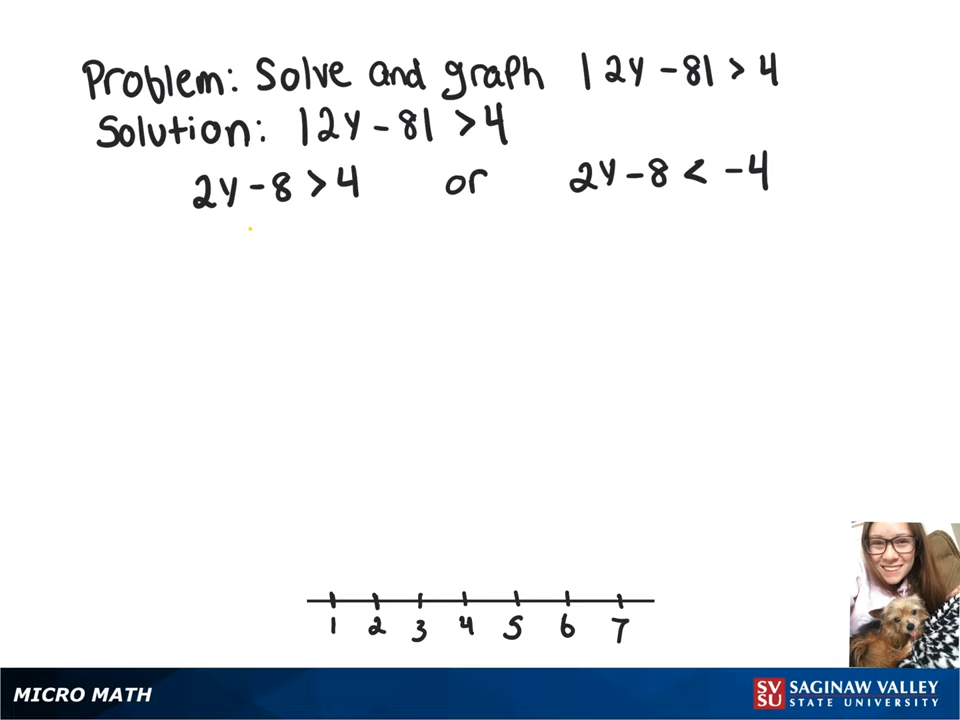 Problem: Solve and graph |2y - 8| > 4
Solution: |2y - 8| > 4
2y - 8 > 4 or 2y - 8 < -4
1 2 3 4 5 6 7
MICRO MATH
SV SU SAGINAW VALLEY STATE UNIVERSITY